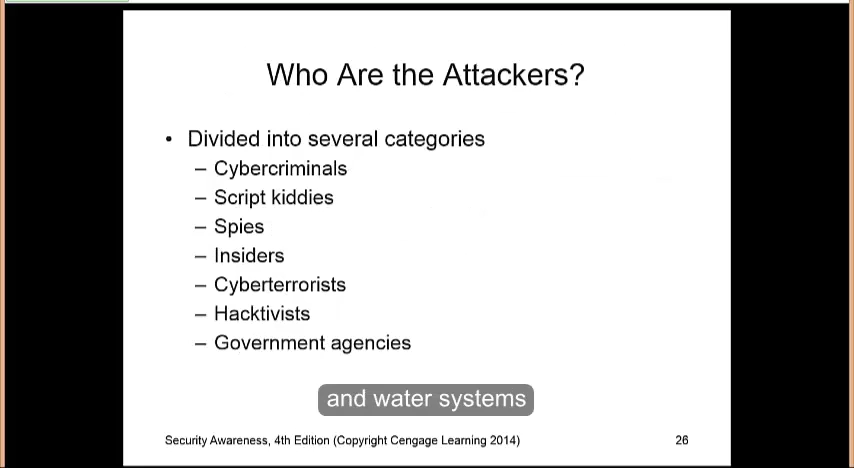 Who Are the Attackers?
• Divided into several categories
– Cybercriminals
– Script kiddies
– Spies
– Insiders
– Cyberterrorists
– Hacktivists
– Government agencies
and water systems
Security Awareness, 4th Edition (Copyright Cengage Learning 2014) 26